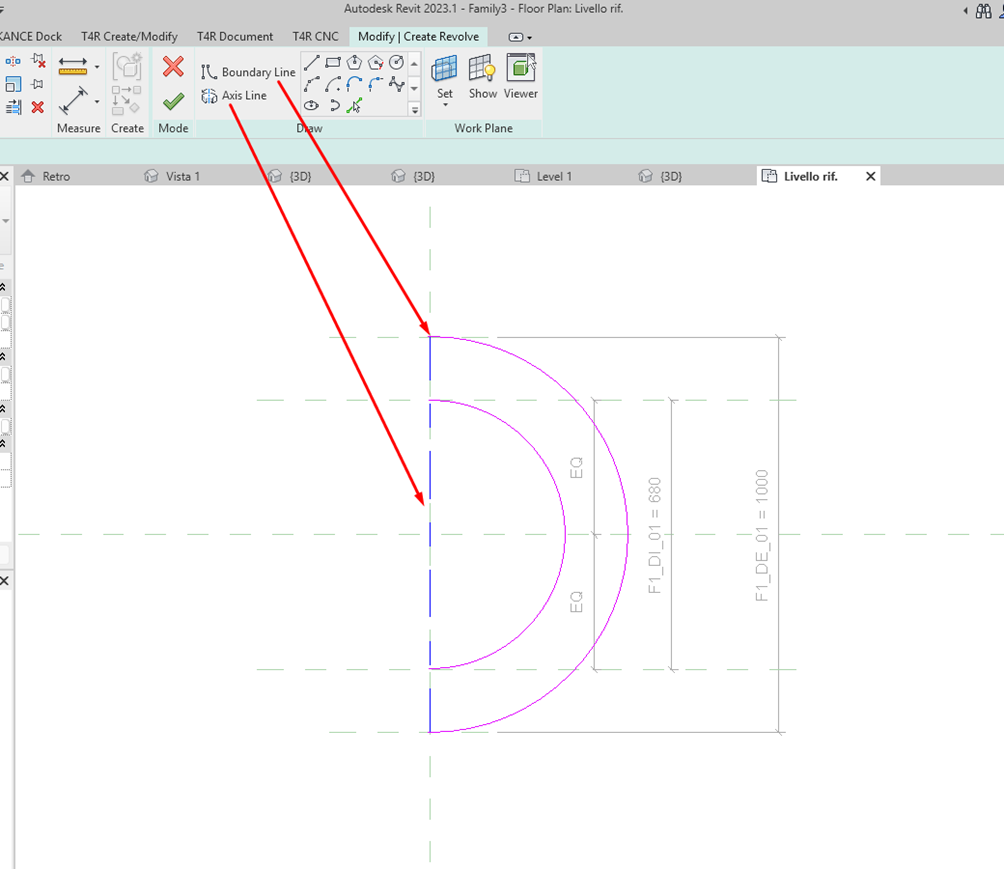 Autodesk Revit 2023.1 - Family3 - Floor Plan: Livello rif.
KANCE Dock T4R Create/Modify T4R Document T4R CNC Modify | Create Revolve
Boundary Line
Axis Line
Set Show Viewer
Measure Create Mode Draw Work Plane
Retro Vista 1 {3D} {3D} Level 1 {3D} Livello rif.
EQ
F1_DI_01 = 680
F1_DE_01 = 1000
EQ